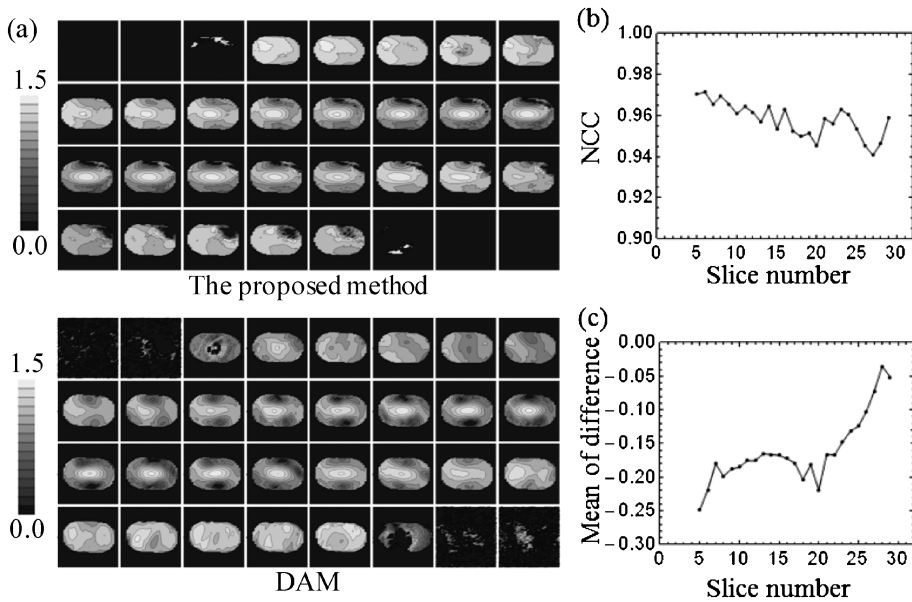 (a)
1.5
0.0
The proposed method
1.5
0.0
DAM
(b)
1.00
0.98
0.96
0.94
0.92
0.90
NCC
0 5 10 15 20 25 30
Slice number
(c)
0.00
−0.05
−0.10
−0.15
−0.20
−0.25
−0.30
Mean of difference
0 5 10 15 20 25 30
Slice number